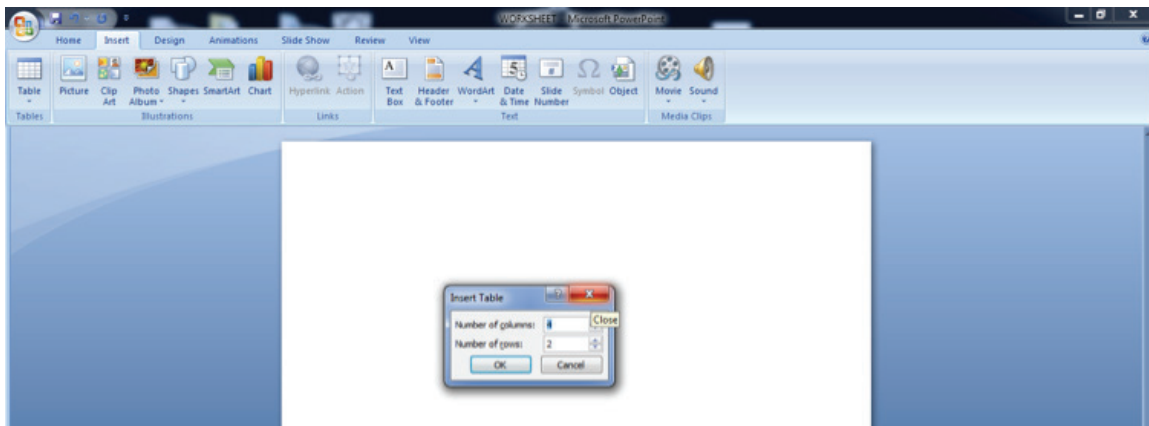 WORKSHEET - Microsoft PowerPoint
Home Insert Design Animations Slide Show Review View
Table Picture Clip Art Photo Album Shapes SmartArt Chart Hyperlink Action Text Box Header & Footer WordArt Date & Time Slide Number Symbol Object Movie Sound
Tables Illustrations Links Text Media Clips
Insert Table
Number of columns:
Close
Number of rows: 2
OK Cancel